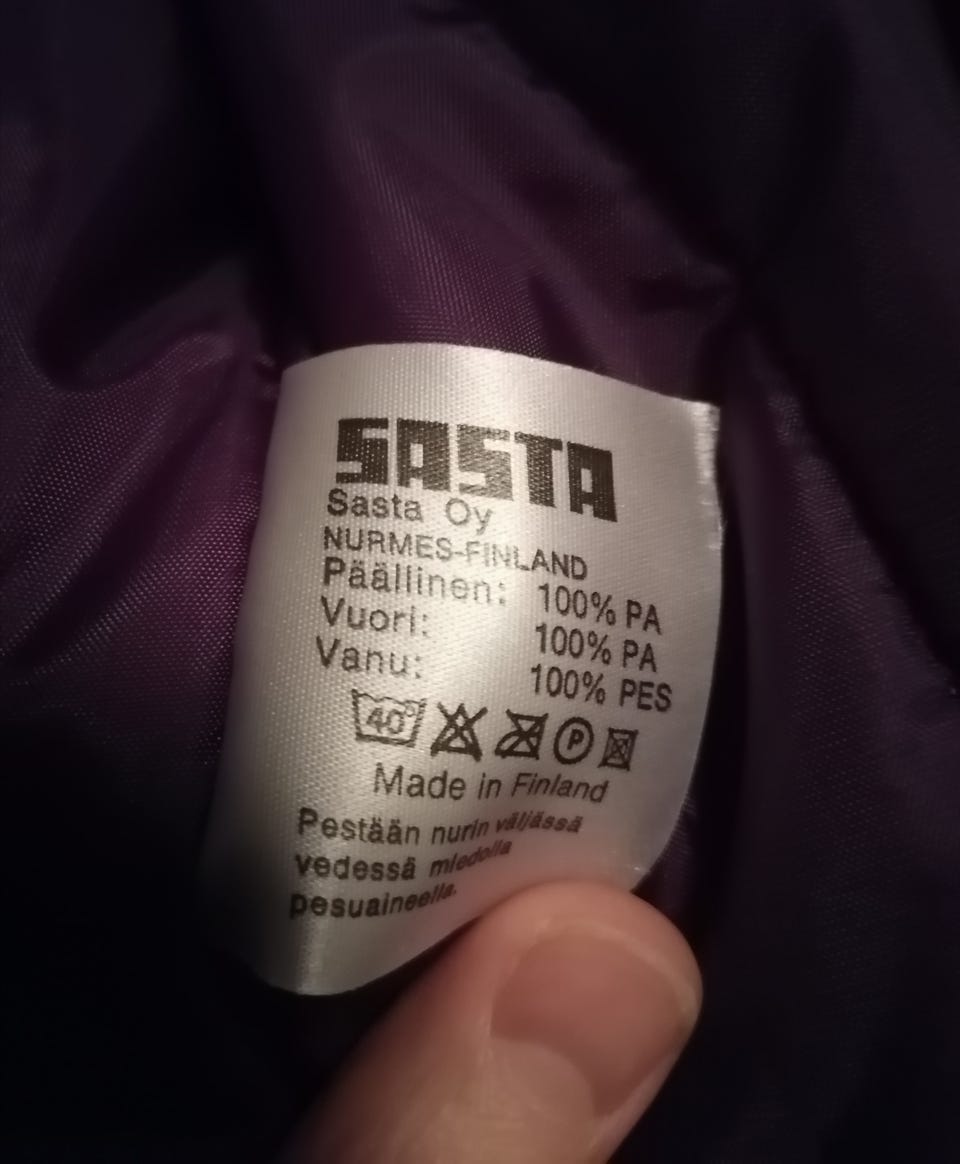 SASTA
Sasta Oy
NURMES-FINLAND
Päällinen: 100% PA
Vuori: 100% PA
Vanu: 100% PES
40° P
Made in Finland
Pestään nurin väljässä
vedessä miedolla
pesuaineella.